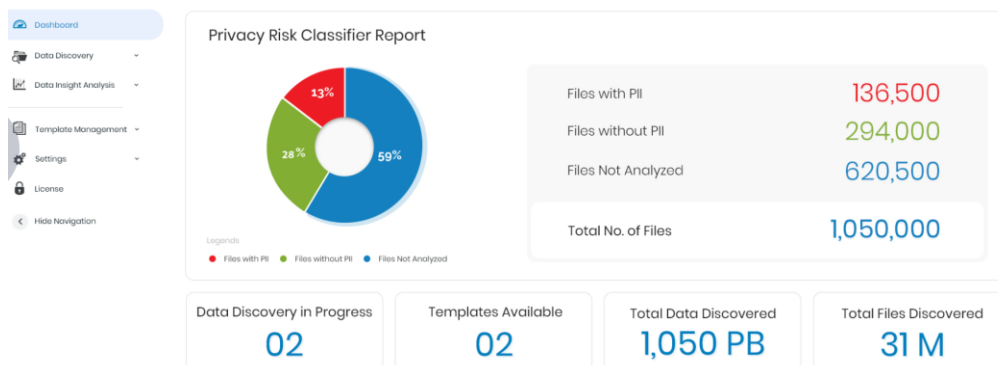 Dashboard
Data Discovery
Data Insight Analysis
Template Management
Settings
License
Hide Navigation
Privacy Risk Classifier Report
13%
28%
59%
Legends
Files with PII
Files without PII
Files Not Analyzed
Files with PII 136,500
Files without PII 294,000
Files Not Analyzed 620,500
Total No. of Files 1,050,000
Data Discovery in Progress
02
Templates Available
02
Total Data Discovered
1,050 PB
Total Files Discovered
31 M